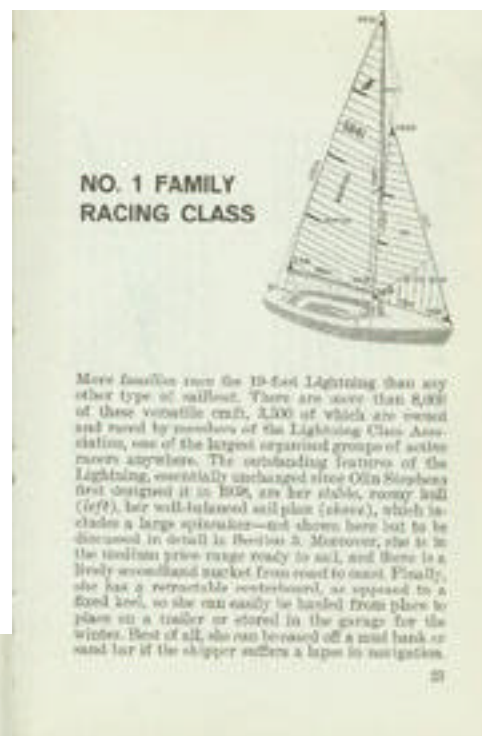 NO. 1 FAMILY
RACING CLASS
More families race the 19-foot Lightning than any
other type of sailboat. There are more than 8,000
of these versatile craft, 3,500 of which are owned
and raced by members of the Lightning Class Asso-
ciation, one of the largest organized groups of active
racers anywhere. The outstanding features of the
Lightning, essentially unchanged since Olin Stephens
first designed it in 1938, are her stable, roomy hull
(left), her well-balanced sail plan (above), which in-
cludes a large spinnaker—not shown here but to be
discussed in detail in Section 3. Moreover, she is in
the medium price range ready to sail, and there is a
lively secondhand market from coast to coast. Finally,
she has a retractable centerboard, as opposed to a
fixed keel, so she can easily be hauled from place to
place on a trailer or stored in the garage for the
winter. Best of all, she can be eased off a mud bank or
sand bar if the skipper suffers a lapse in navigation.